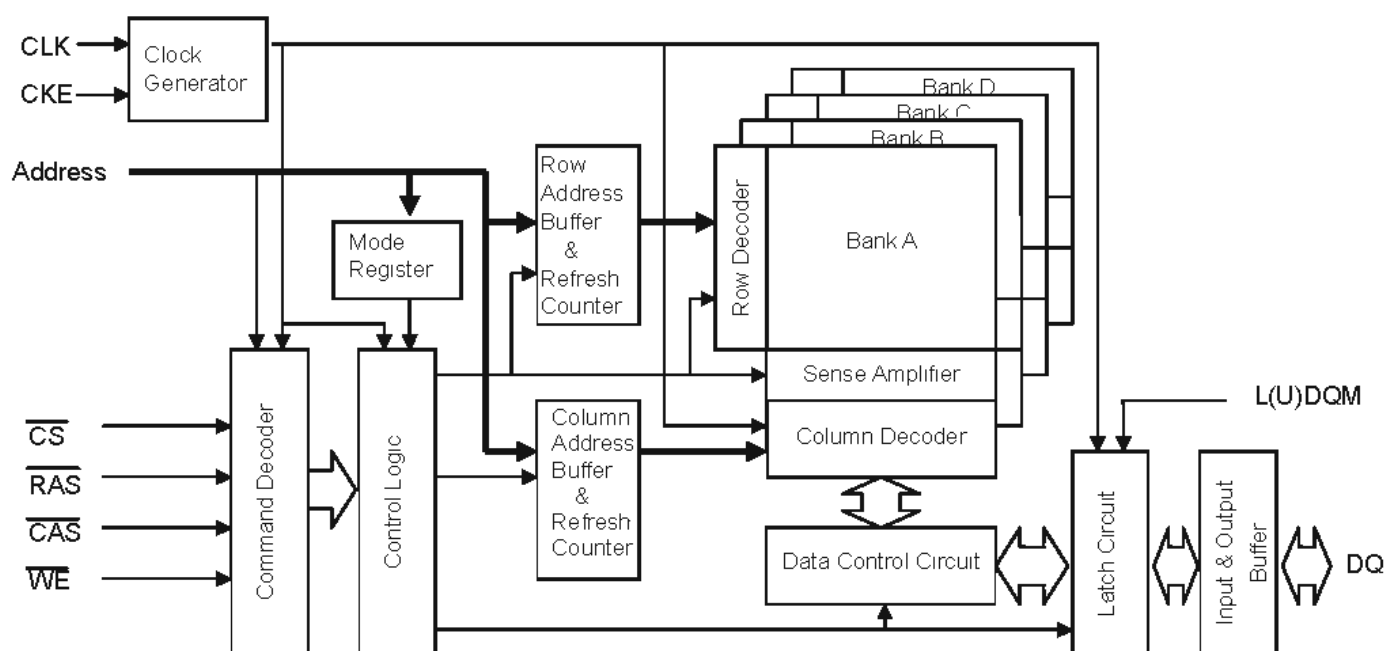 CLK
CKE
Clock
Generator
Address
Mode
Register
Row
Address
Buffer
&
Refresh
Counter
Row Decoder
Bank D
Bank C
Bank B
Bank A
Sense Amplifier
Column Decoder
Column
Address
Buffer
&
Refresh
Counter
L(U)DQM
CS
RAS
CAS
WE
Command Decoder
Control Logic
Data Control Circuit
Latch Circuit
Input & Output
Buffer
DQ